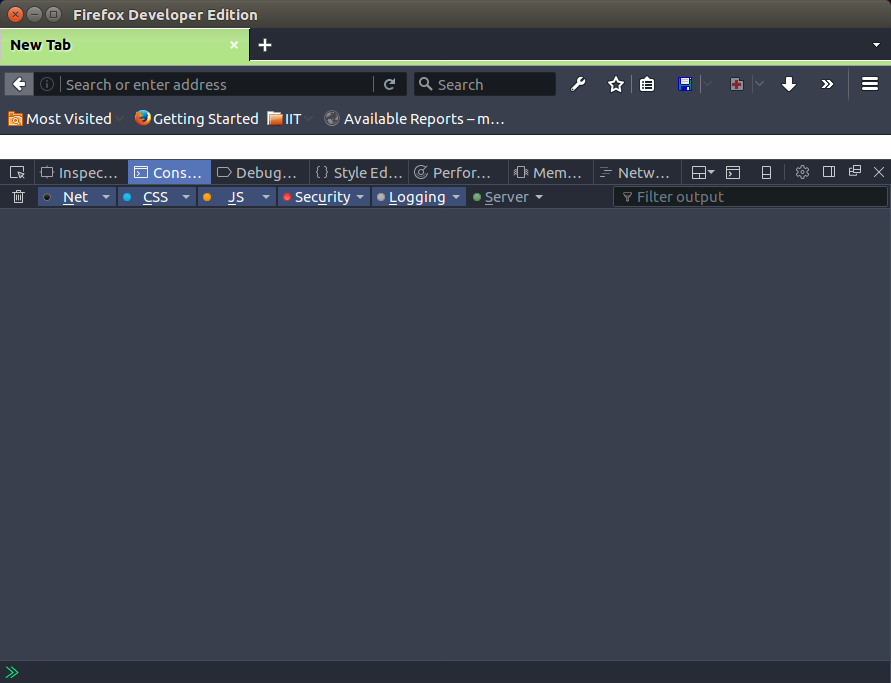 Firefox Developer Edition
New Tab
Search or enter address Search
Most Visited Getting Started IIT Available Reports – m...
Inspec... Cons... Debug... Style Ed... Perfor... Mem... Netw...
Net CSS JS Security Logging Server Filter output